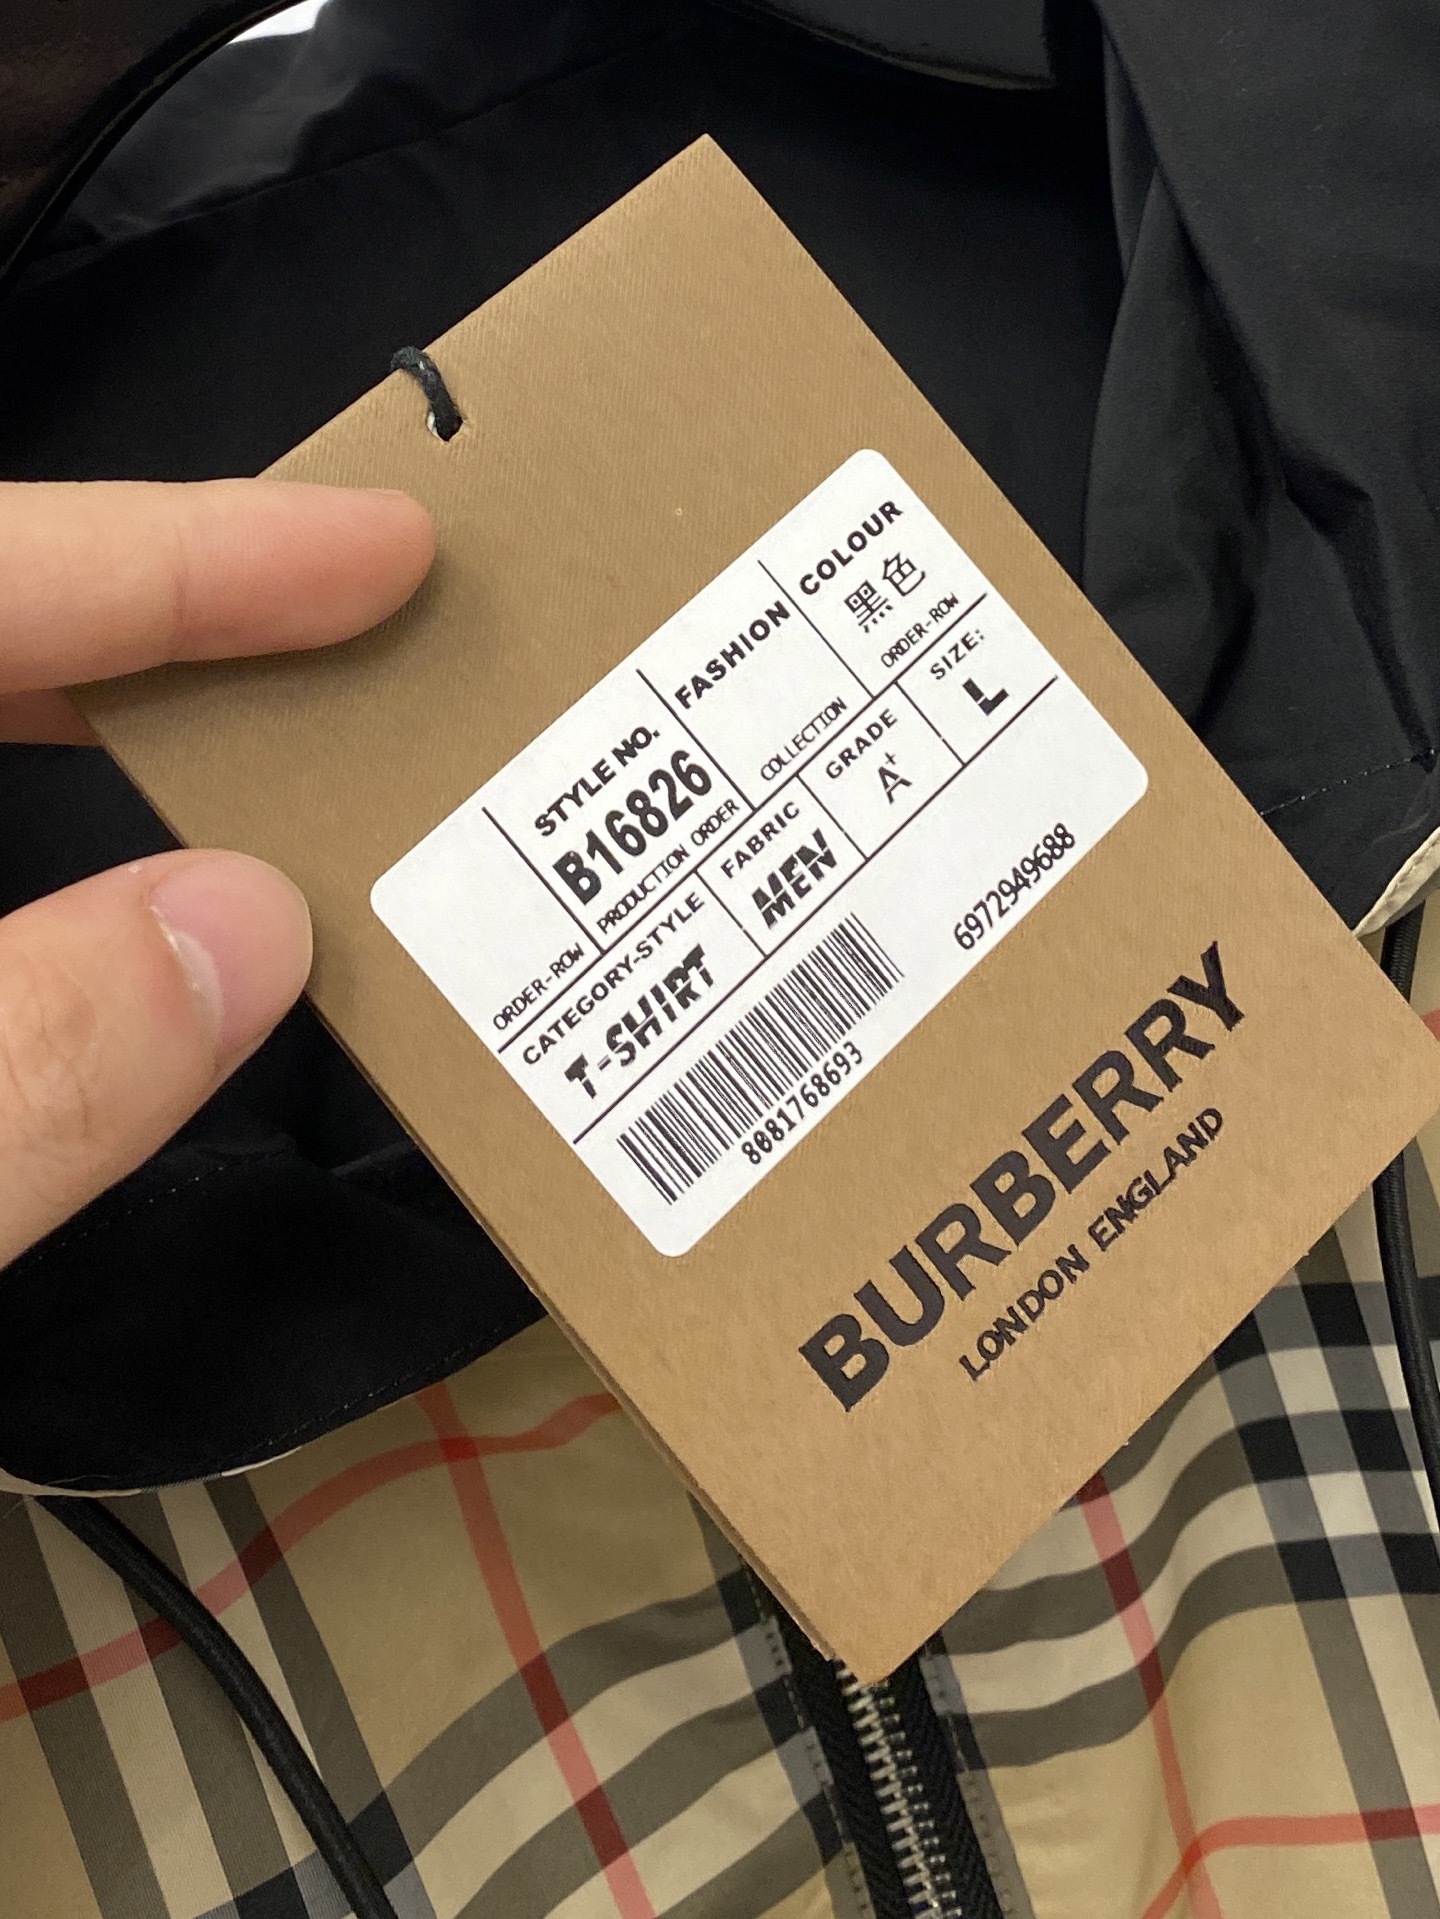 STYLE NO.
B16826
ORDER-ROW
PRODUCTION ORDER
FASHION
COLLECTION
COLOUR
黑色
ORDER-ROW
CATEGORY-STYLE
T-SHIRT
FABRIC
MEN
GRADE
A+
SIZE:
L
6972949688
8081768693
BURBERRY
LONDON ENGLAND